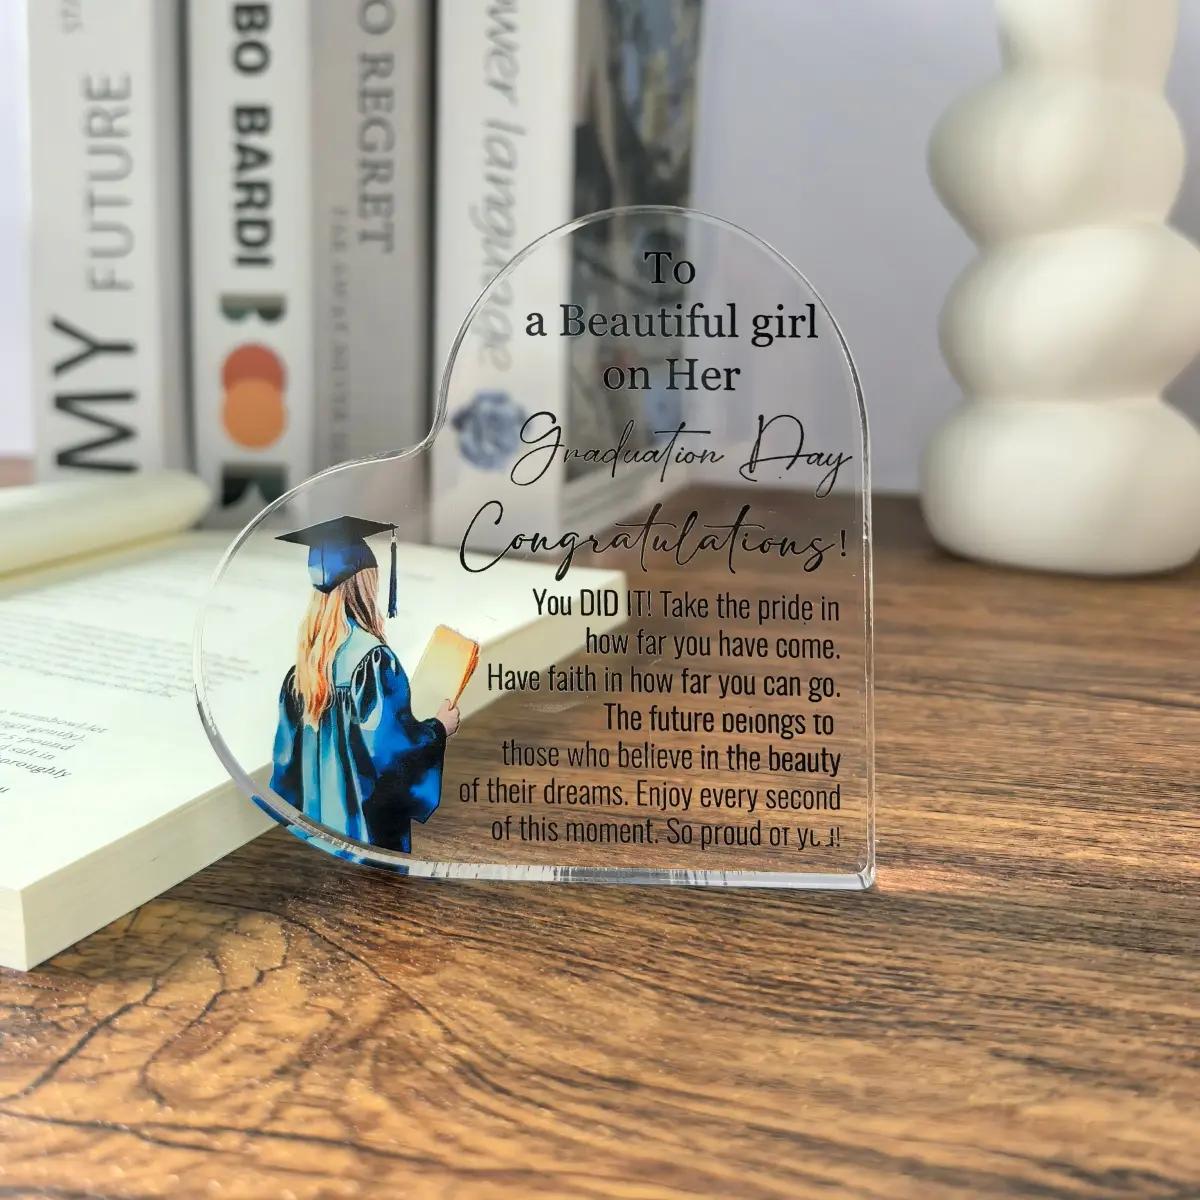 MY FUTURE
BO BARDI
O REGRET
ower language
To
a Beautiful girl
on Her
Graduation Day
Congratulations!
You DID IT! Take the pride in
how far you have come.
Have faith in how far you can go.
The future belongs to
those who believe in the beauty
of their dreams. Enjoy every second
of this moment. So proud of you!